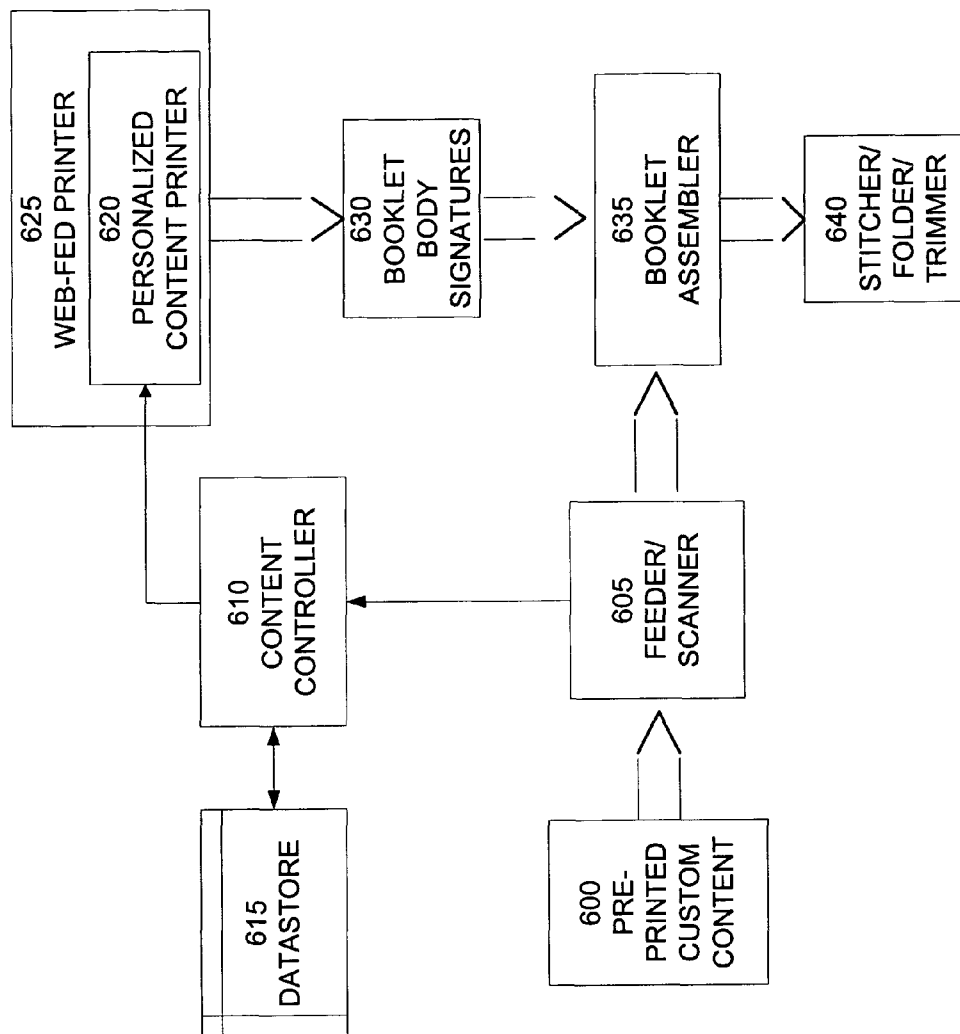 625
WEB-FED PRINTER
620
PERSONALIZED
CONTENT PRINTER
630
BOOKLET
BODY
SIGNATURES
635
BOOKLET
ASSEMBLER
640
STITCHER/
FOLDER/
TRIMMER
610
CONTENT
CONTROLLER
605
FEEDER/
SCANNER
615
DATASTORE
600
PRE-
PRINTED
CUSTOM
CONTENT